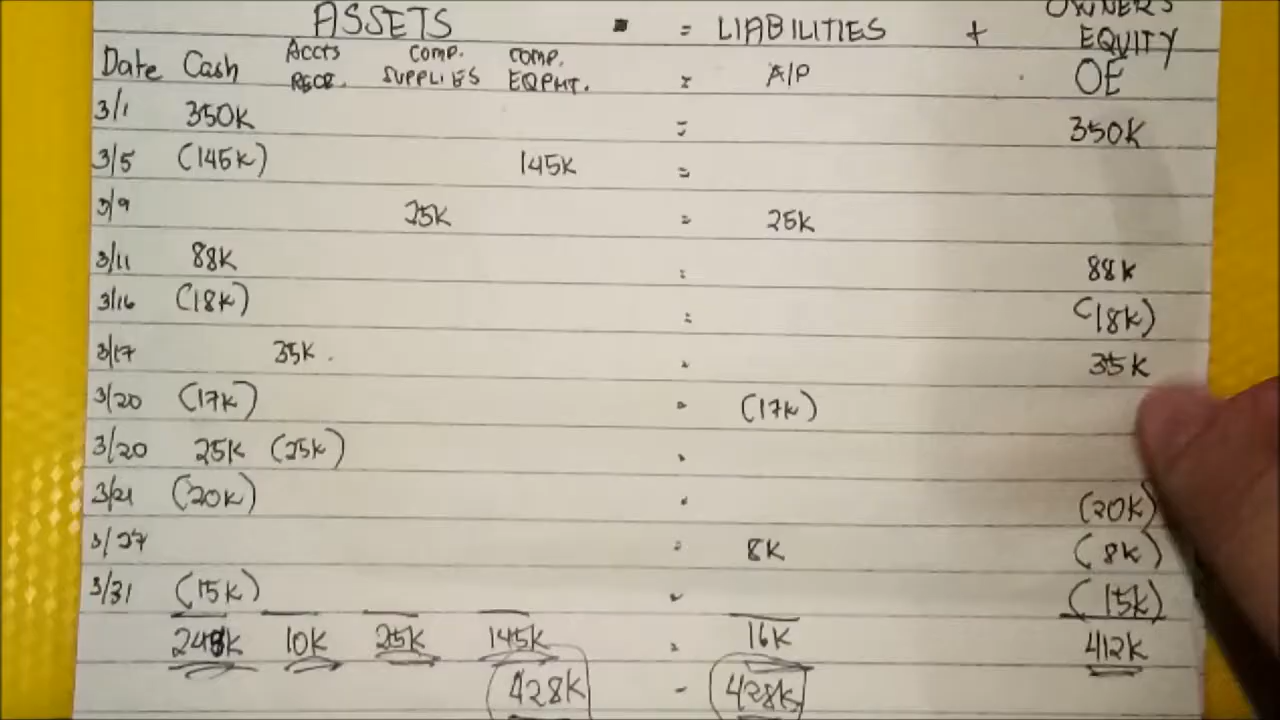 ASSETS = LIABILITIES + OWNER'S EQUITY
Date Cash Accts Rece. Comp. Supplies Comp. Eqpmt. = A/P OE
3/1 350K = 350K
3/5 (145K) 145K =
3/9 25K = 25K
3/11 88K = 88K
3/16 (18K) = (18K)
3/17 35K = 35K
3/20 (17K) = (17K)
3/20 25K (25K) =
3/21 (20K) = (20K)
3/27 = 8K (8K)
3/31 (15K) = (15K)
248K 10K 25K 145K = 16K 412K
428K = 428K